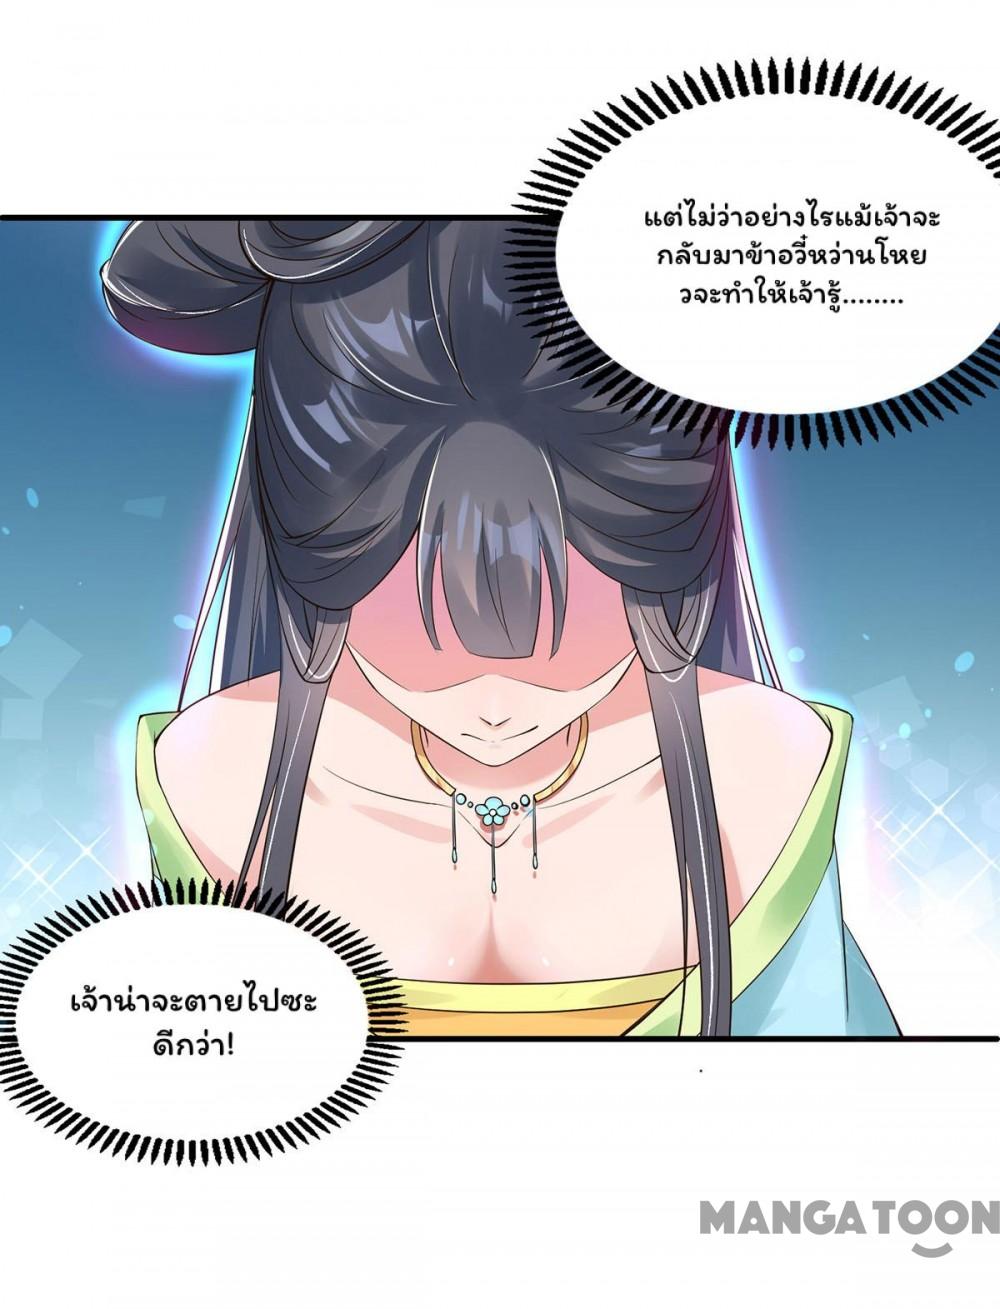 แต่ไม่ว่าอย่างไรแม้เจ้าจะ
กลับมาข้าอวี๋หว่านโหย
วจะทำให้เจ้ารู้........
เจ้าน่าจะตายไปซะ
ดีกว่า!
MANGATOON